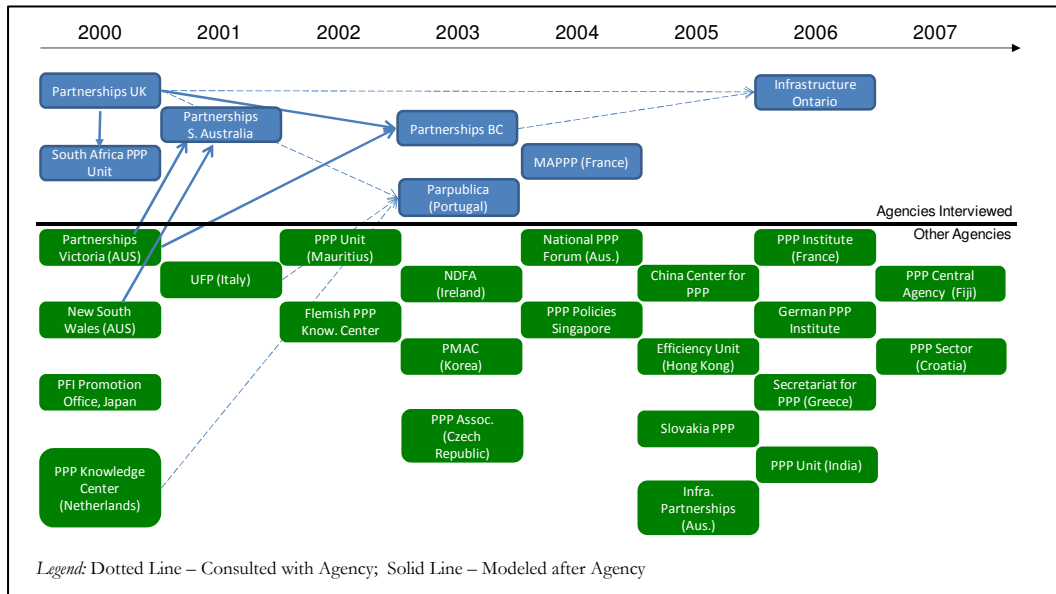 2000 2001 2002 2003 2004 2005 2006 2007
Partnerships UK
Infrastructure
Ontario
Partnerships
S. Australia
Partnerships BC
South Africa PPP
Unit
MAPPP (France)
Parpublica
(Portugal)
Agencies Interviewed
Other Agencies
Partnerships
Victoria (AUS)
PPP Unit
(Mauritius)
National PPP
Forum (Aus.)
PPP Institute
(France)
UFP (Italy)
NDFA
(Ireland)
China Center for
PPP
PPP Central
Agency (Fiji)
New South
Wales (AUS)
Flemish PPP
Know. Center
PPP Policies
Singapore
German PPP
Institute
PMAC
(Korea)
Efficiency Unit
(Hong Kong)
PPP Sector
(Croatia)
PFI Promotion
Office, Japan
Secretariat for
PPP (Greece)
PPP Assoc.
(Czech
Republic)
Slovakia PPP
PPP Knowledge
Center
(Netherlands)
PPP Unit (India)
Infra.
Partnerships
(Aus.)
Legend: Dotted Line – Consulted with Agency; Solid Line – Modeled after Agency